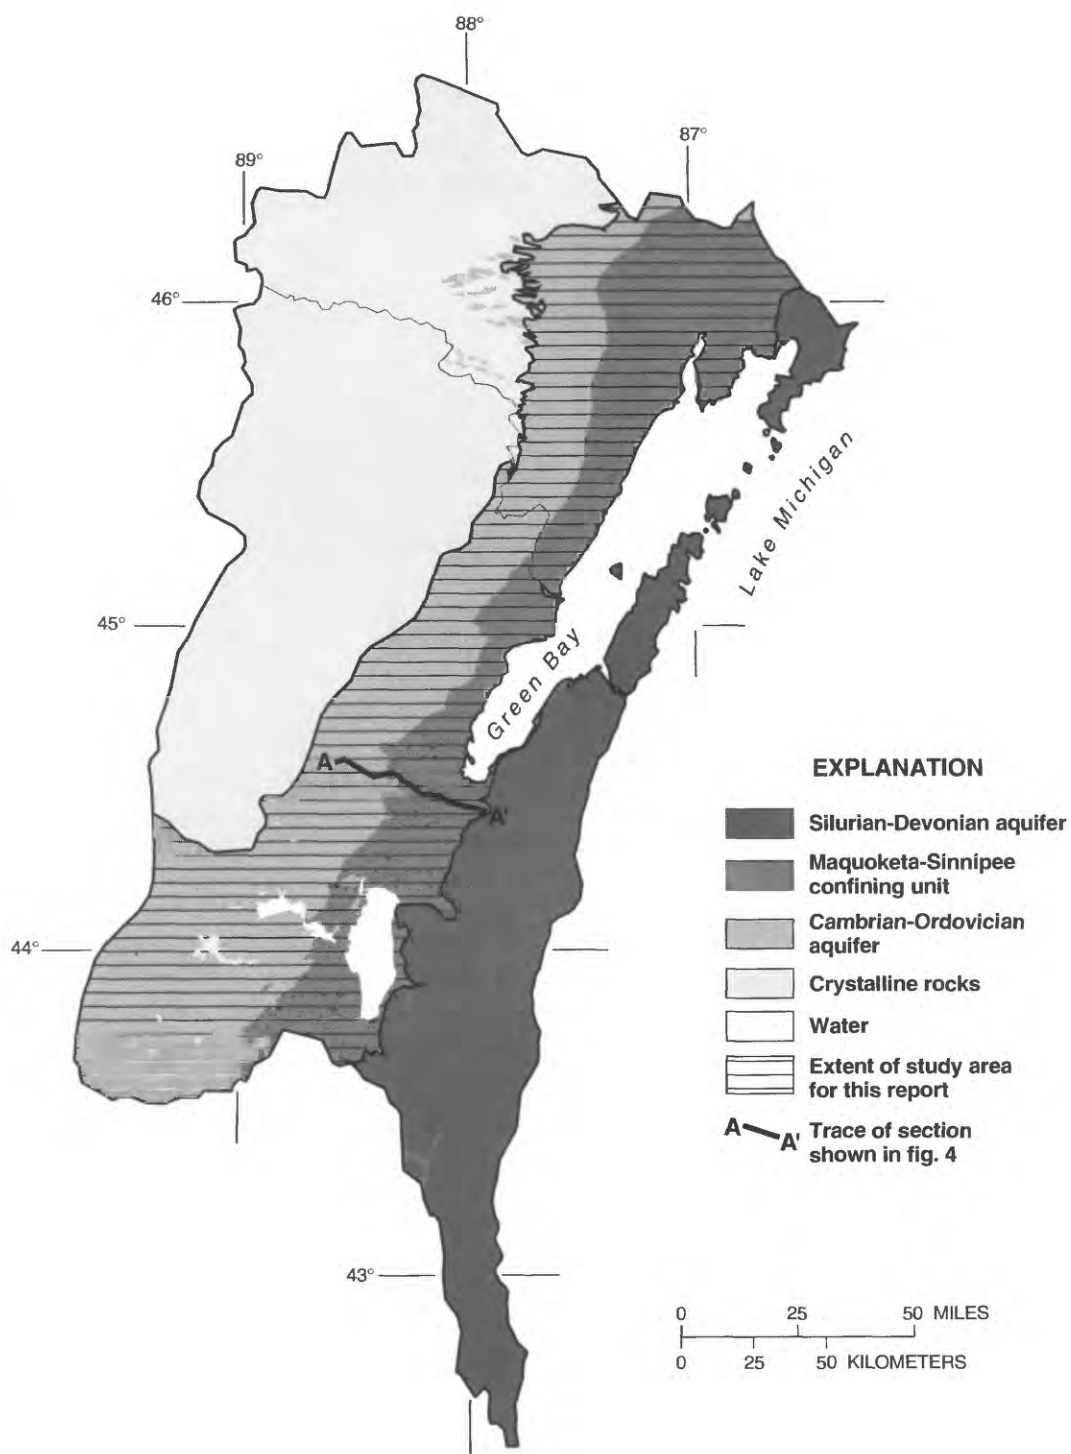 88°
87°
89°
46°
Lake Michigan
45°
Green Bay
A
A'
44°
43°
EXPLANATION
Silurian-Devonian aquifer
Maquoketa-Sinnipee
confining unit
Cambrian-Ordovician
aquifer
Crystalline rocks
Water
Extent of study area
for this report
A A' Trace of section
shown in fig. 4
0 25 50 MILES
0 25 50 KILOMETERS